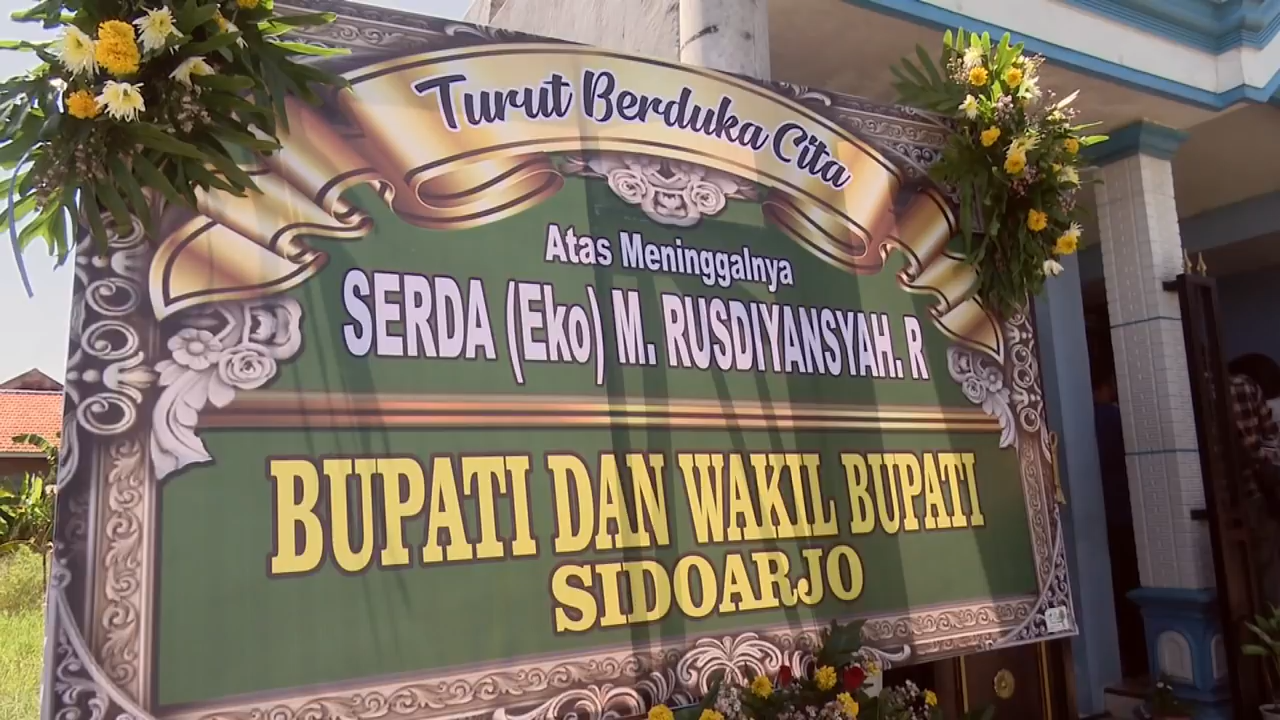 Turut Berduka Cita
Atas Meninggalnya
SERDA (Eko) M. RUSDIYANSYAH. R
BUPATI DAN WAKIL BUPATI
SIDOARJO